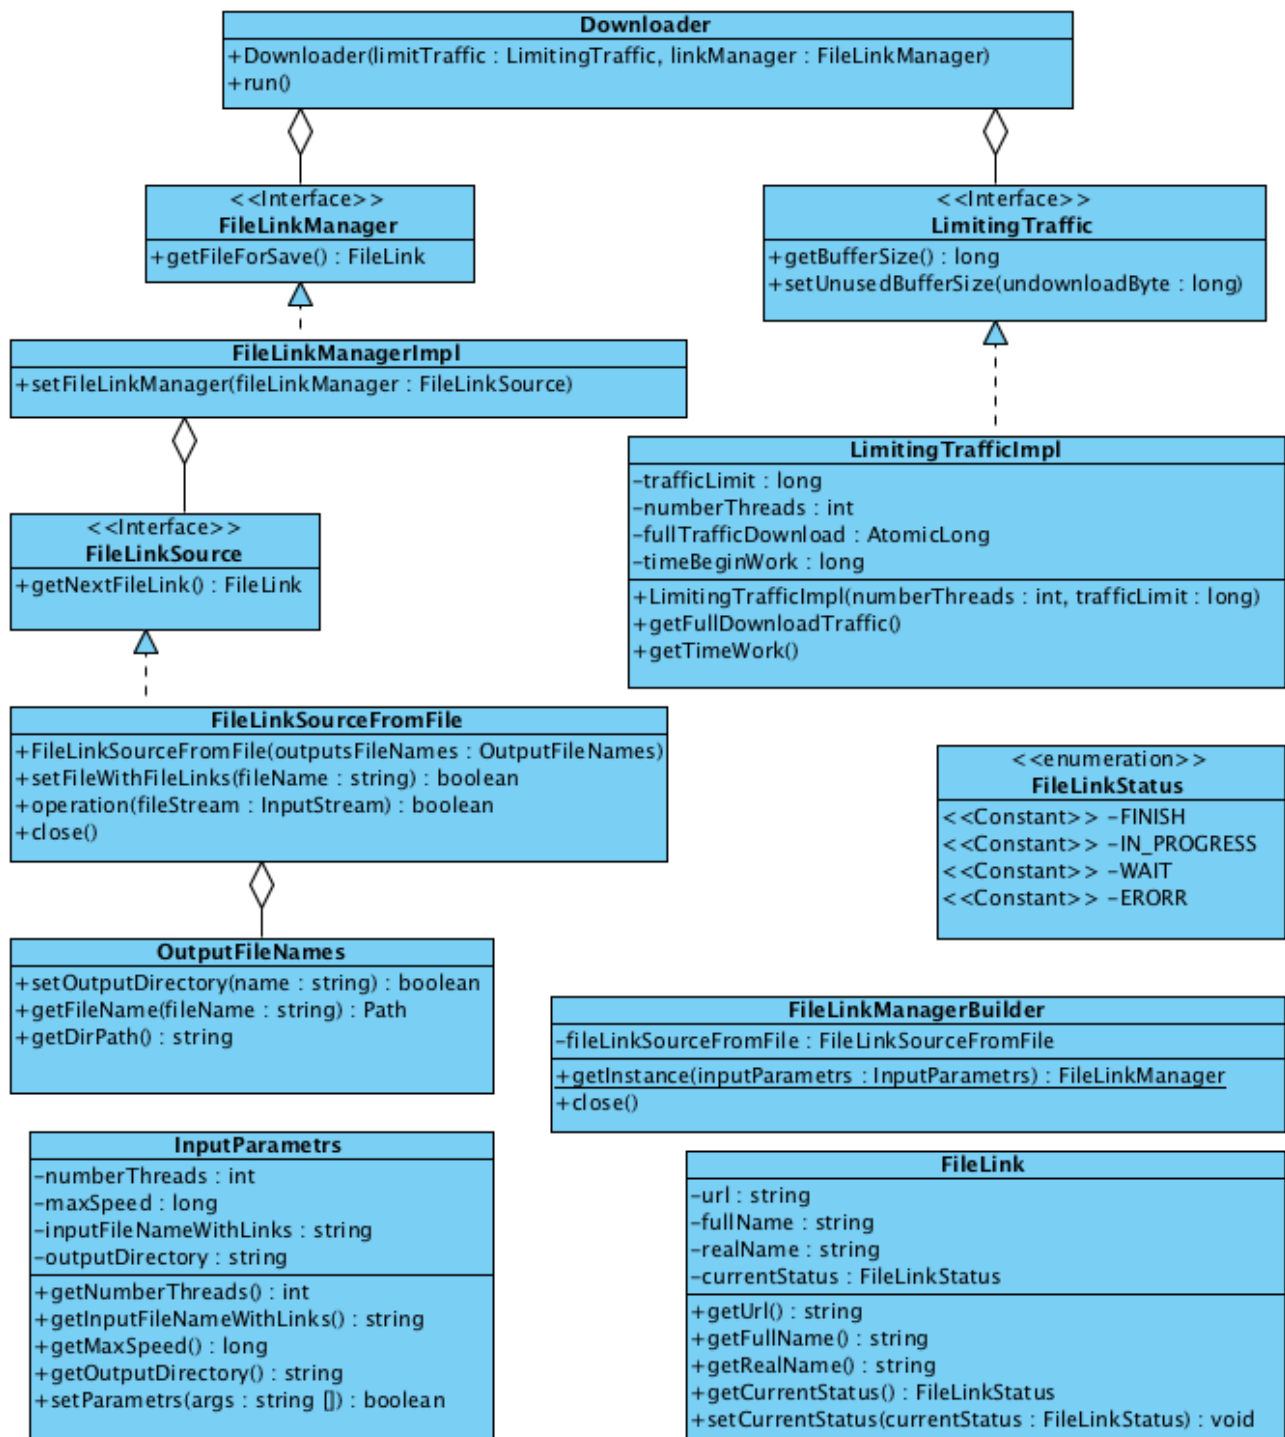 Downloader
+Downloader(limitTraffic : LimitingTraffic, linkManager : FileLinkManager)
+run()
<<Interface>>
FileLinkManager
+getFileForSave() : FileLink
<<Interface>>
LimitingTraffic
+getBufferSize() : long
+setUnusedBufferSize(undownloadByte : long)
FileLinkManagerImpl
+setFileLinkManager(fileLinkManager : FileLinkSource)
LimitingTrafficImpl
-trafficLimit : long
-numberThreads : int
-fullTrafficDownload : AtomicLong
-timeBeginWork : long
+LimitingTrafficImpl(numberThreads : int, trafficLimit : long)
+getFullDownloadTraffic()
+getTimeWork()
<<Interface>>
FileLinkSource
+getNextFileLink() : FileLink
FileLinkSourceFromFile
+FileLinkSourceFromFile(outputsFileNames : OutputFileNames)
+setFileWithFileLinks(fileName : string) : boolean
+operation(fileStream : InputStream) : boolean
+close()
<<enumeration>>
FileLinkStatus
<<Constant>> -FINISH
<<Constant>> -IN_PROGRESS
<<Constant>> -WAIT
<<Constant>> -ERORR
OutputFileNames
+setOutputDirectory(name : string) : boolean
+getFileName(fileName : string) : Path
+getDirPath() : string
FileLinkManagerBuilder
-fileLinkSourceFromFile : FileLinkSourceFromFile
+getInstance(inputParametrs : InputParametrs) : FileLinkManager
+close()
InputParametrs
-numberThreads : int
-maxSpeed : long
-inputFileNameWithLinks : string
-outputDirectory : string
+getNumberThreads() : int
+getInputFileNameWithLinks() : string
+getMaxSpeed() : long
+getOutputDirectory() : string
+setParametrs(args : string []) : boolean
FileLink
-url : string
-fullName : string
-realName : string
-currentStatus : FileLinkStatus
+getUrl() : string
+getFullName() : string
+getRealName() : string
+getCurrentStatus() : FileLinkStatus
+setCurrentStatus(currentStatus : FileLinkStatus) : void